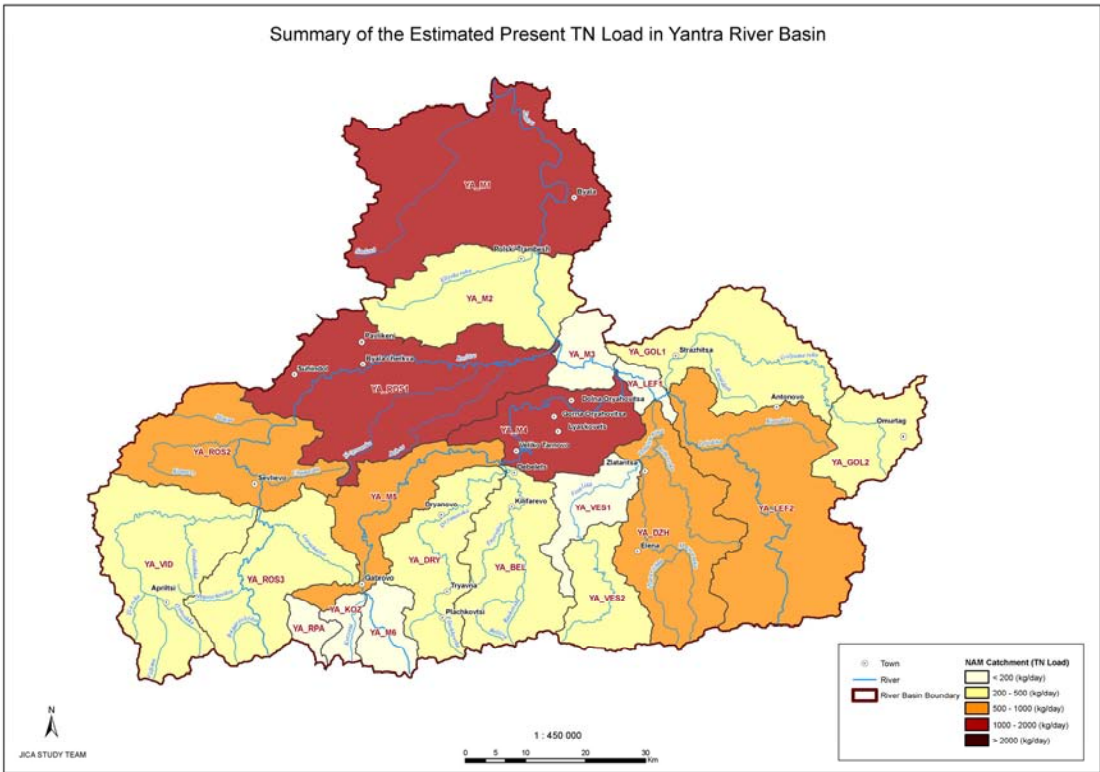 Summary of the Estimated Present TN Load in Yantra River Basin
YA_M1
Byala
Polski Trambesh
YA_M2
Pavlikeni
YA_M3
YA_GOL1
Strazhitsa
Byala cherkva
Suhindol
YA_ROS1
YA_LEF1
Dolna Oryahovitsa
Antonovo
Gorna Oryahovitsa
YA_M4
Lyaskovets
Omurtag
Veliko Tarnovo
YA_ROS2
YA_GOL2
Debelets
Zlataritsa
Sevlievo
YA_M5
Kilifarevo
YA_VES1
YA_LEF2
Dryanovo
YA_DZH
Elena
YA_VID
YA_DRY
YA_BEL
YA_ROS3
Gabrovo
Apriltsi
Tryavna
YA_VES2
YA_KOZ
Plachkovtsi
YA_RPA
YA_M6
Town
River
River Basin Boundary
NAM Catchment (TN Load)
< 200 (kg/day)
200 - 500 (kg/day)
500 - 1000 (kg/day)
1000 - 2000 (kg/day)
> 2000 (kg/day)
N
JICA STUDY TEAM
1 : 450 000
0 5 10 20 30
Km